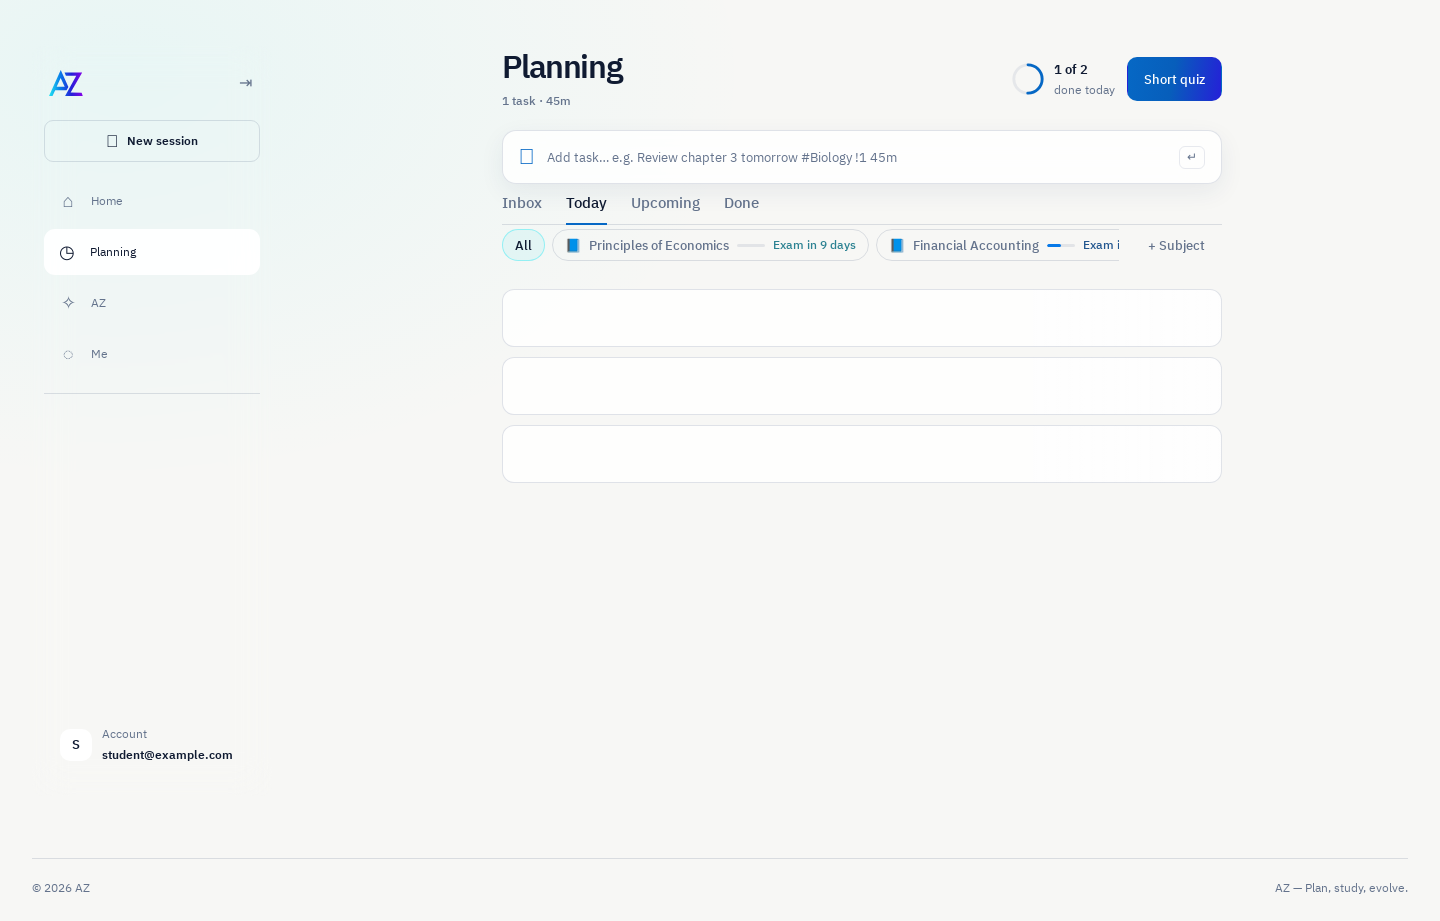 AZ
New session
Home
Planning
AZ
Me
Account
S
student@example.com
Planning
1 task · 45m
1 of 2
done today
Short quiz
Add task… e.g. Review chapter 3 tomorrow #Biology !1 45m
↵
Inbox Today Upcoming Done
All
Principles of Economics Exam in 9 days
Financial Accounting Exam i
+ Subject
© 2026 AZ
AZ — Plan, study, evolve.